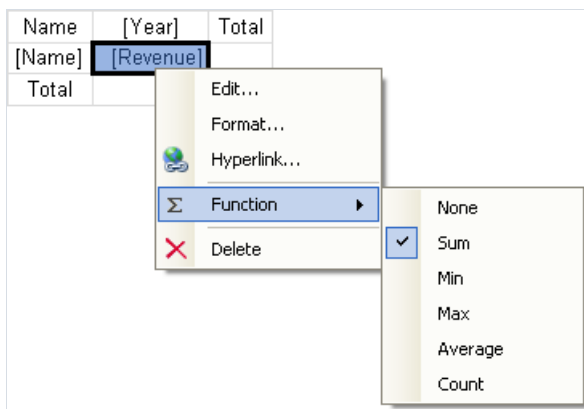 Name [Year] Total
[Name] [Revenue]
Total
Edit...
Format...
Hyperlink...
Function
Delete
None
Sum
Min
Max
Average
Count